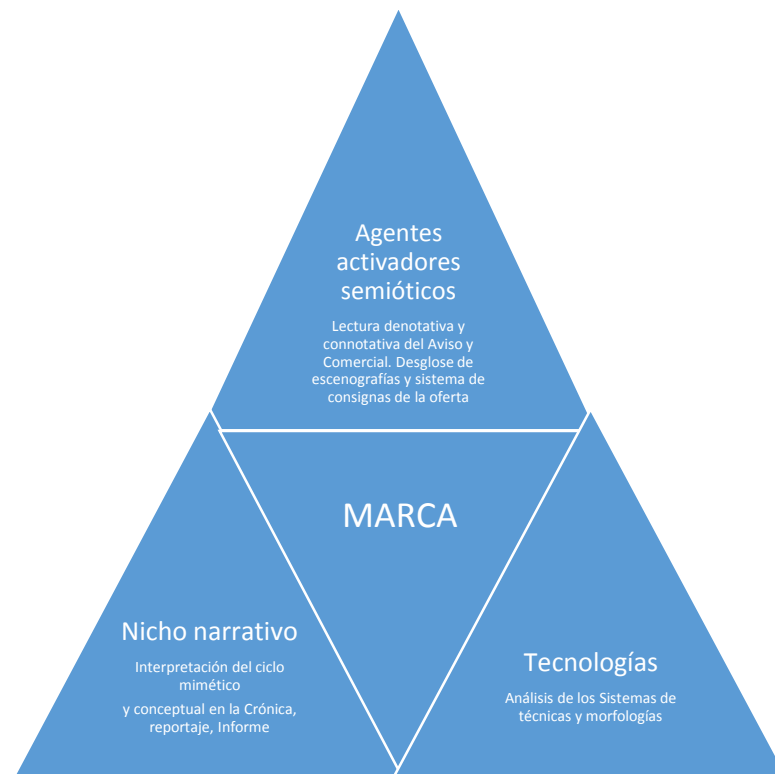 Agentes
activadores
semióticos
Lectura denotativa y
connotativa del Aviso y
Comercial. Desglose de
escenografías y sistema de
consignas de la oferta
MARCA
Nicho narrativo
Interpretación del ciclo
mimético
y conceptual en la Crónica,
reportaje, Informe
Tecnologías
Análisis de los Sistemas de
técnicas y morfologías